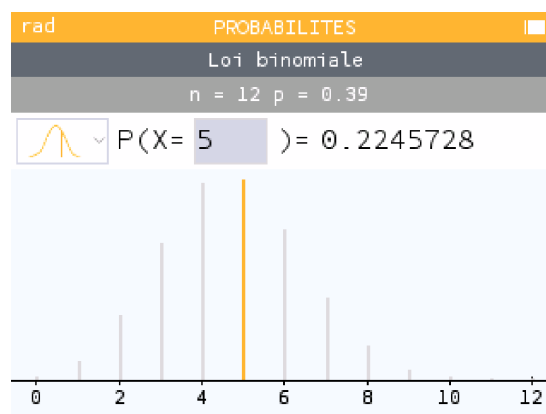 rad PROBABILITES
Loi binomiale
n = 12 p = 0.39
P(X= 5 )= 0.2245728
0 2 4 6 8 10 12